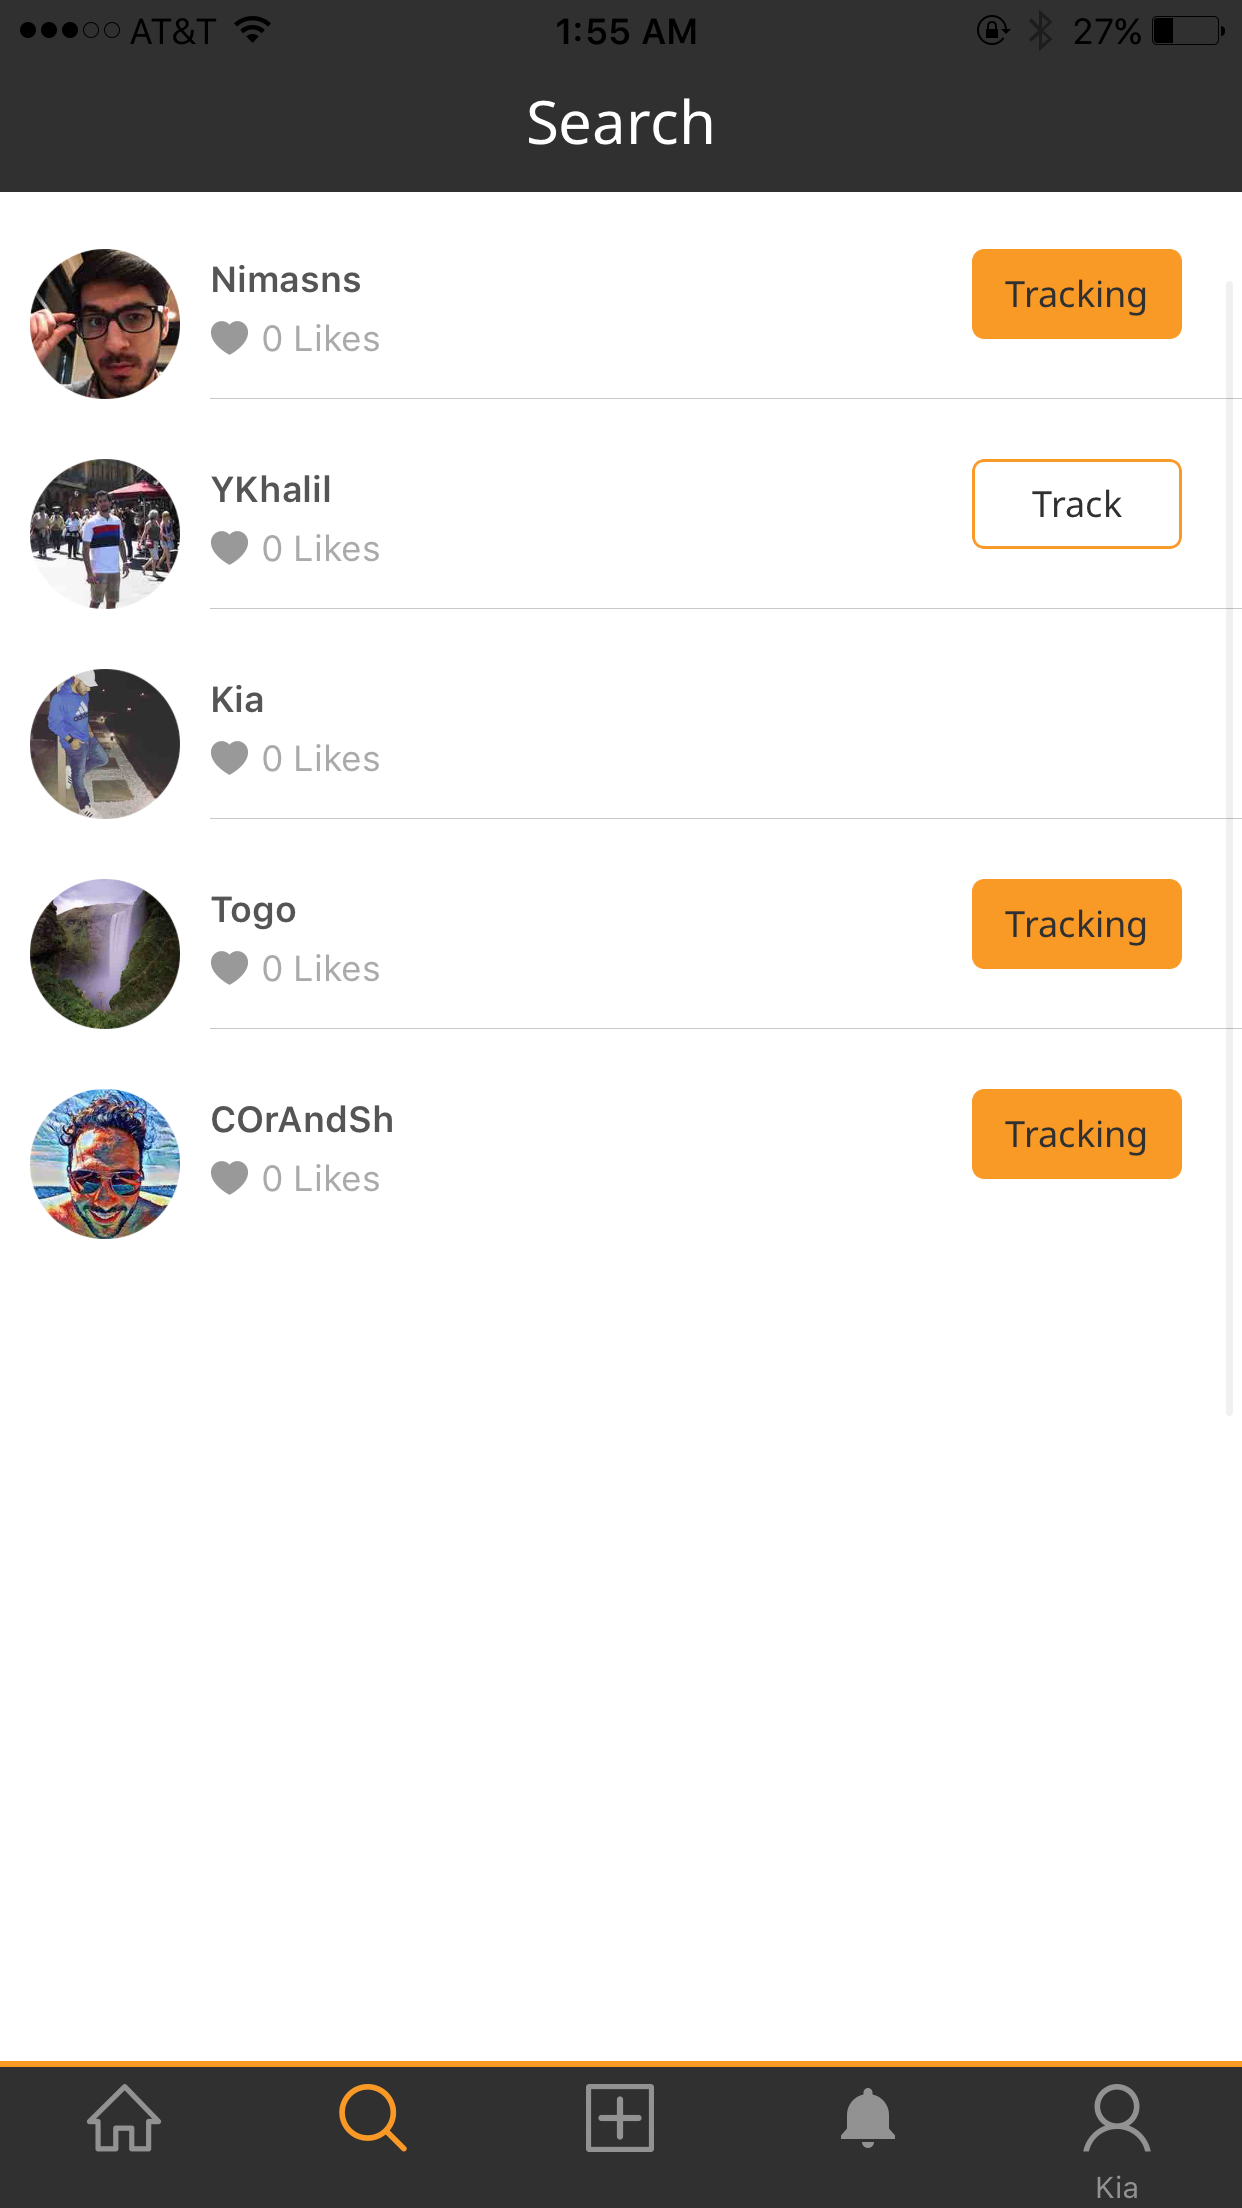 AT&T 1:55 AM 27%
Search
Nimasns
0 Likes
Tracking
YKhalil
0 Likes
Track
Kia
0 Likes
Togo
0 Likes
Tracking
COrAndSh
0 Likes
Tracking
Kia